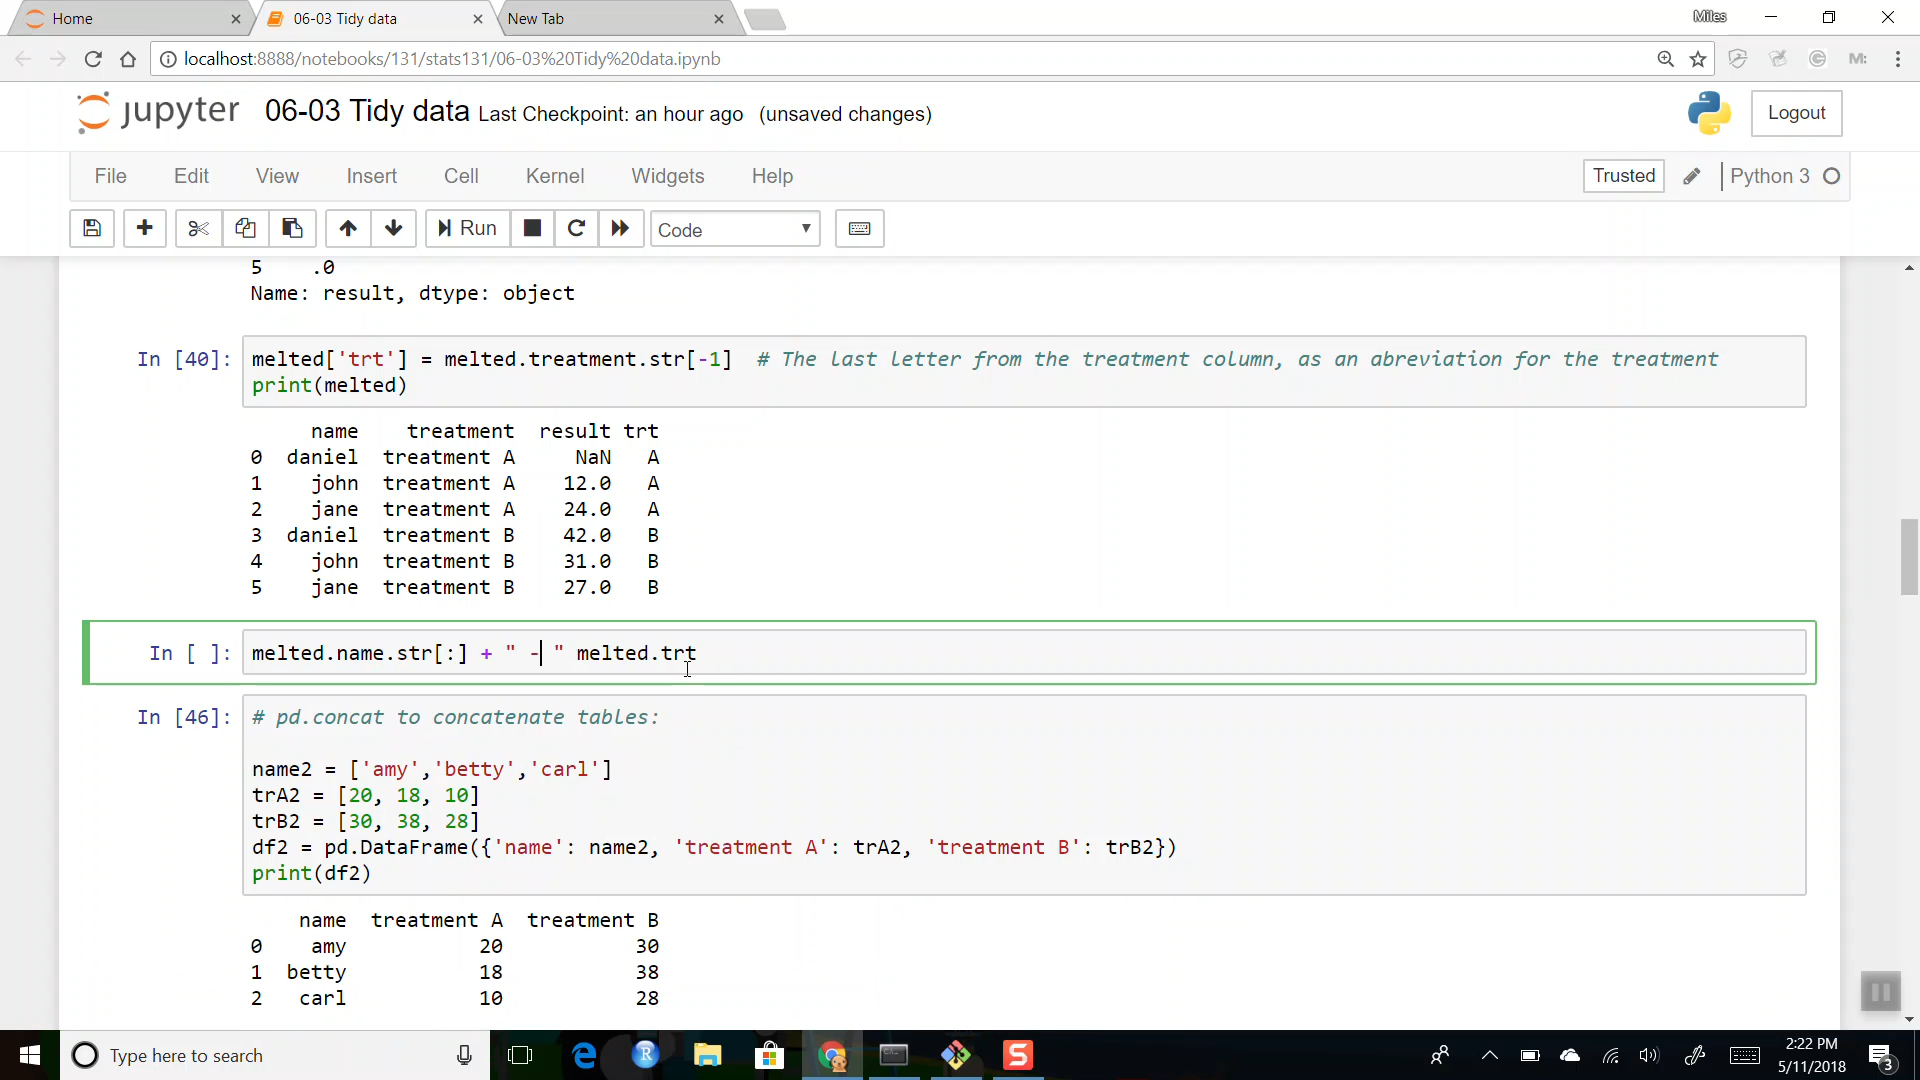 Home
06-03 Tidy data
New Tab
Miles
localhost:8888/notebooks/131/stats131/06-03%20Tidy%20data.ipynb
jupyter 06-03 Tidy data Last Checkpoint: an hour ago (unsaved changes)
Logout
File Edit View Insert Cell Kernel Widgets Help
Trusted
Python 3
Run
Code
5 .0
Name: result, dtype: object
In [40]: melted['trt'] = melted.treatment.str[-1] # The last letter from the treatment column, as an abreviation for the treatment
print(melted)
name treatment result trt
0 daniel treatment A NaN A
1 john treatment A 12.0 A
2 jane treatment A 24.0 A
3 daniel treatment B 42.0 B
4 john treatment B 31.0 B
5 jane treatment B 27.0 B
In [ ]: melted.name.str[:] + " - " melted.trt
In [46]: # pd.concat to concatenate tables:
name2 = ['amy','betty','carl']
trA2 = [20, 18, 10]
trB2 = [30, 38, 28]
df2 = pd.DataFrame({'name': name2, 'treatment A': trA2, 'treatment B': trB2})
print(df2)
name treatment A treatment B
0 amy 20 30
1 betty 18 38
2 carl 10 28
Type here to search
2:22 PM
5/11/2018
3